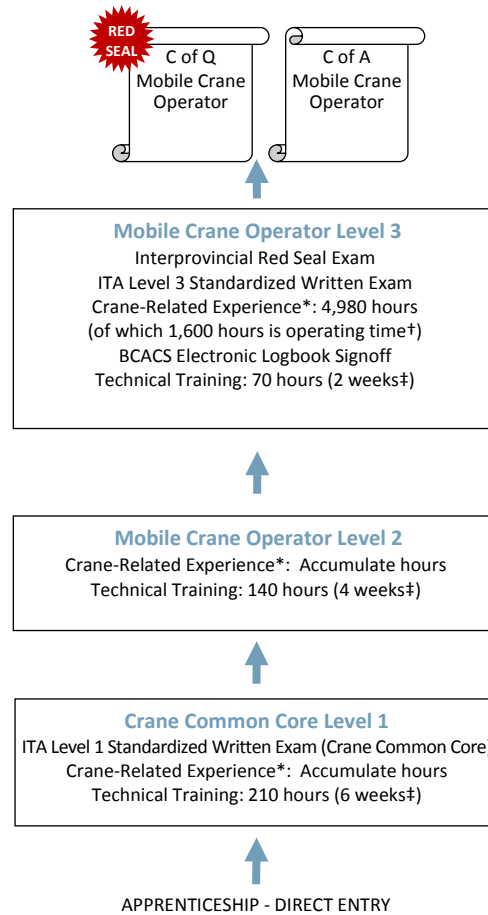 RED
SEAL
C of Q
Mobile Crane
Operator
C of A
Mobile Crane
Operator
Mobile Crane Operator Level 3
Interprovincial Red Seal Exam
ITA Level 3 Standardized Written Exam
Crane-Related Experience*: 4,980 hours
(of which 1,600 hours is operating time†)
BCACS Electronic Logbook Signoff
Technical Training: 70 hours (2 weeks‡)
Mobile Crane Operator Level 2
Crane-Related Experience*: Accumulate hours
Technical Training: 140 hours (4 weeks‡)
Crane Common Core Level 1
ITA Level 1 Standardized Written Exam (Crane Common Core)
Crane-Related Experience*: Accumulate hours
Technical Training: 210 hours (6 weeks‡)
APPRENTICESHIP - DIRECT ENTRY